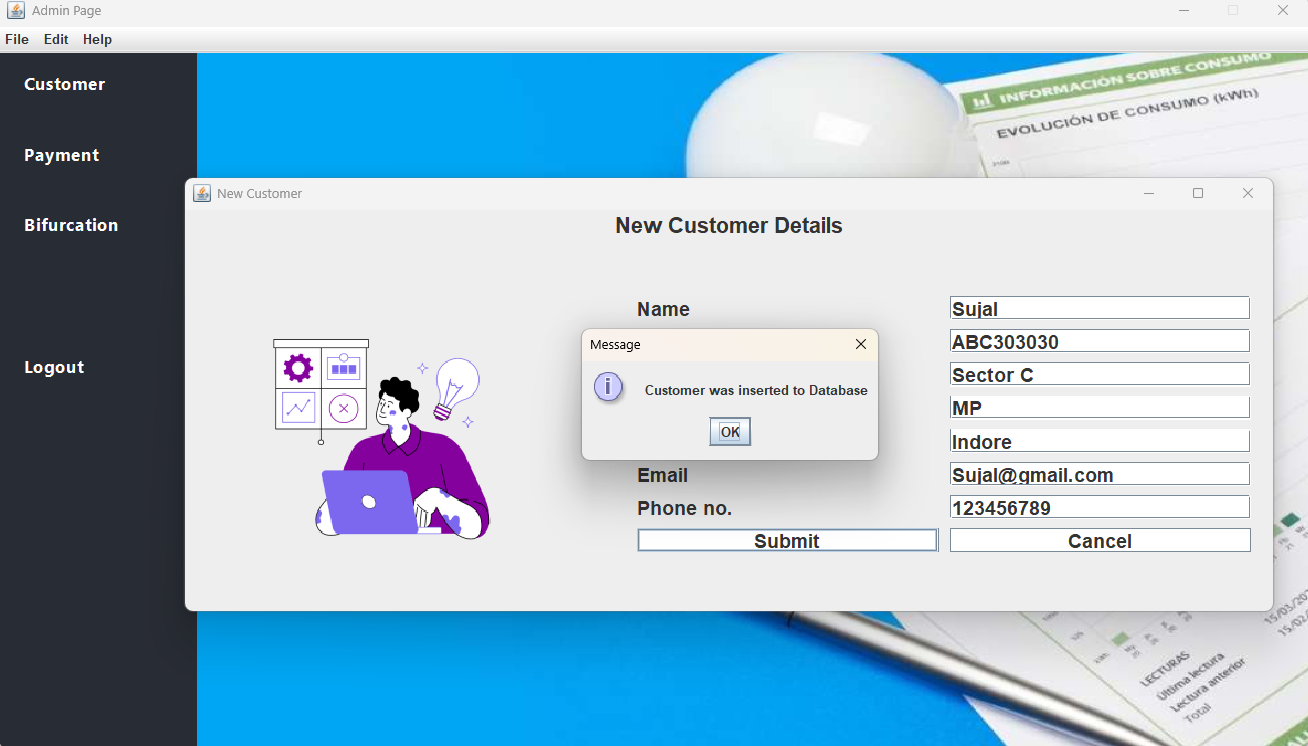 Admin Page
File Edit Help
Customer
Payment
Bifurcation
Logout
INFORMACIÓN SOBRE CONSUMO
EVOLUCIÓN DE CONSUMO (kWh)
New Customer
New Customer Details
Name Sujal
ABC303030
Sector C
MP
Indore
Email Sujal@gmail.com
Phone no. 123456789
Submit Cancel
Message
Customer was inserted to Database
OK
LECTURAS
Última lectura
Lectura anterior
Total